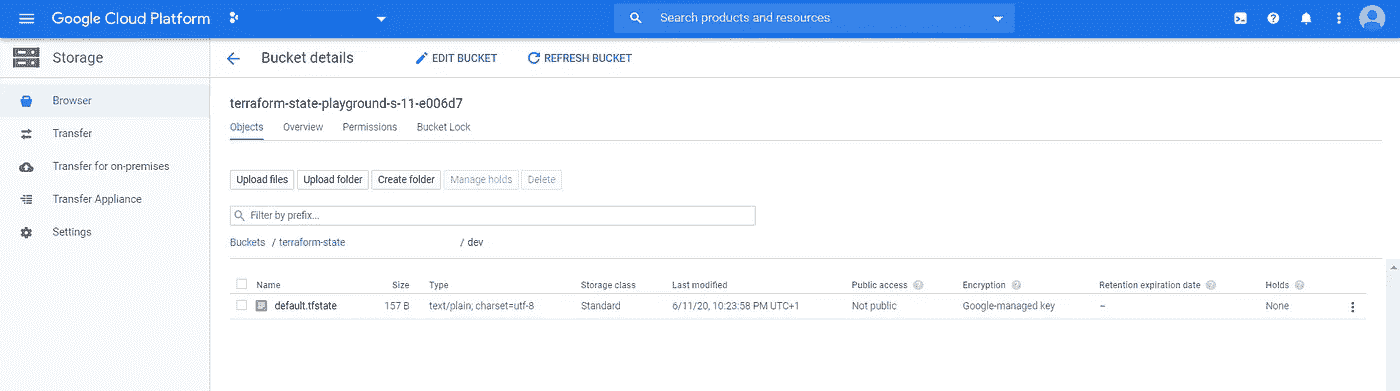 Google Cloud Platform
Search products and resources
Storage
Bucket details
EDIT BUCKET
REFRESH BUCKET
Browser
Transfer
Transfer for on-premises
Transfer Appliance
Settings
terraform-state-playground-s-11-e006d7
Objects Overview Permissions Bucket Lock
Upload files Upload folder Create folder Manage holds Delete
Filter by prefix...
Buckets / terraform-state / dev
Name Size Type Storage class Last modified Public access Encryption Retention expiration date Holds
default.tfstate 157 B text/plain; charset=utf-8 Standard 6/11/20, 10:23:58 PM UTC+1 Not public Google-managed key – None